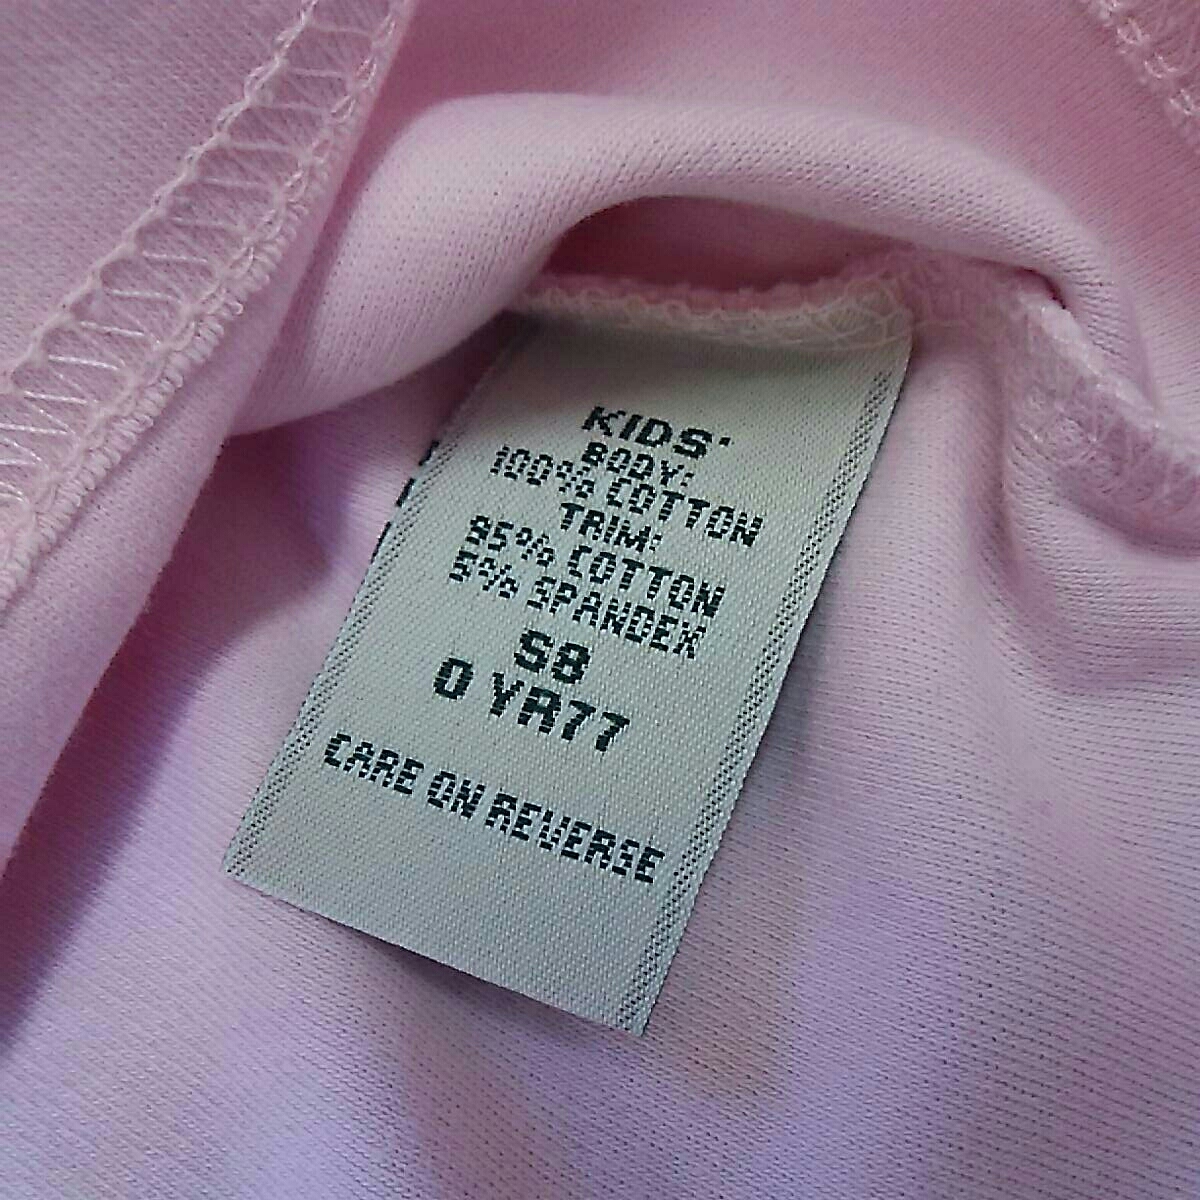 KIDS'
BODY:
100% COTTON
TRIM:
95% COTTON
5% SPANDEX
S8
0 YR77
CARE ON REVERSE